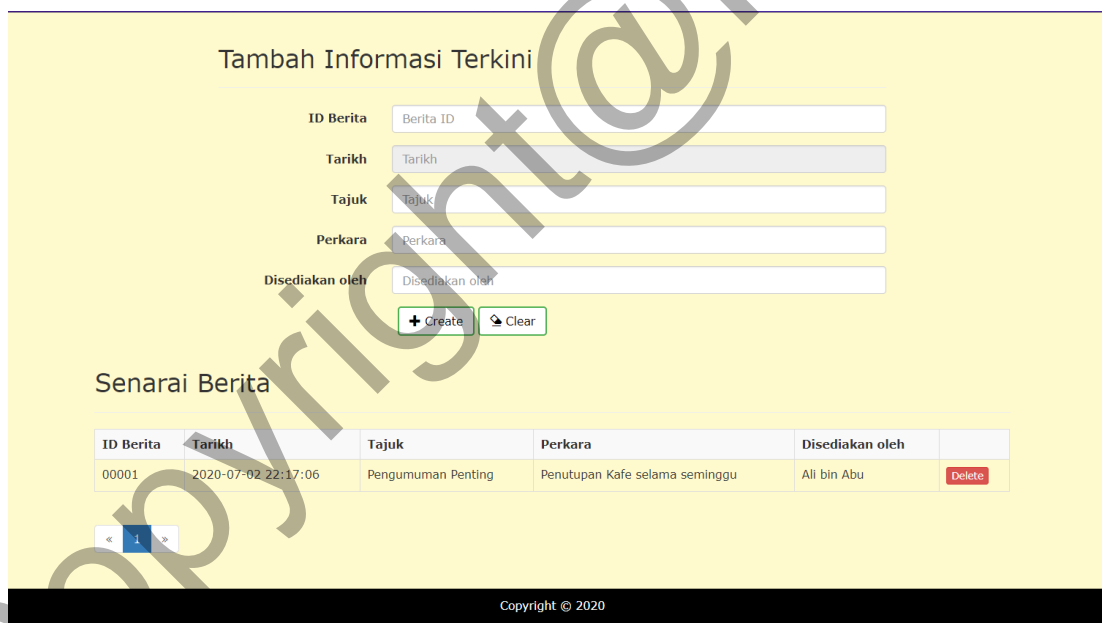 Tambah Informasi Terkini
ID Berita Berita ID
Tarikh Tarikh
Tajuk Tajuk
Perkara Perkara
Disediakan oleh Disediakan oleh
Create Clear
Senarai Berita
ID Berita Tarikh Tajuk Perkara Disediakan oleh
00001 2020-07-02 22:17:06 Pengumuman Penting Penutupan Kafe selama seminggu Ali bin Abu Delete
« 1 »
Copyright © 2020
opyright@